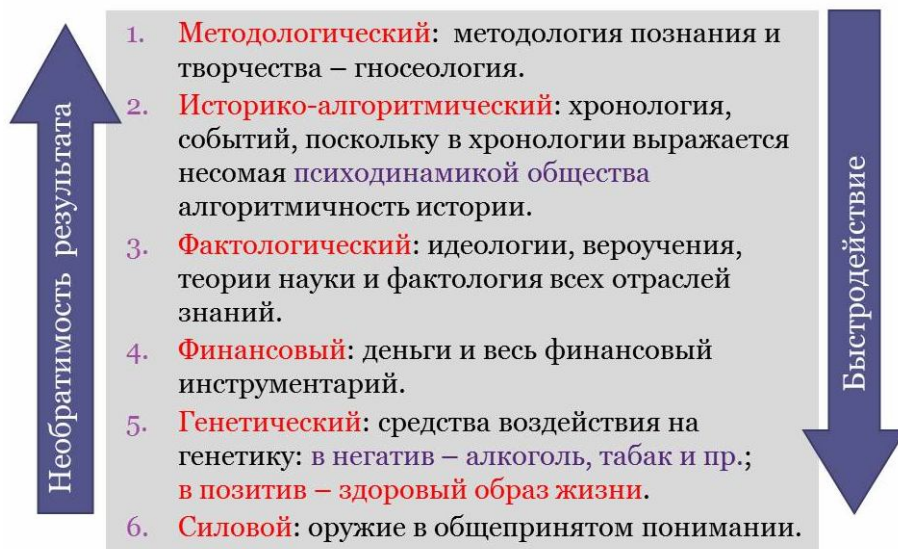 Необратимость результата
1. Методологический: методология познания и
творчества – гносеология.
2. Историко-алгоритмический: хронология,
событий, поскольку в хронологии выражается
несомая психодинамикой общества
алгоритмичность истории.
3. Фактологический: идеологии, вероучения,
теории науки и фактология всех отраслей
знаний.
4. Финансовый: деньги и весь финансовый
инструментарий.
5. Генетический: средства воздействия на
генетику: в негатив – алкоголь, табак и пр.;
в позитив – здоровый образ жизни.
6. Силовой: оружие в общепринятом понимании.
Быстродействие